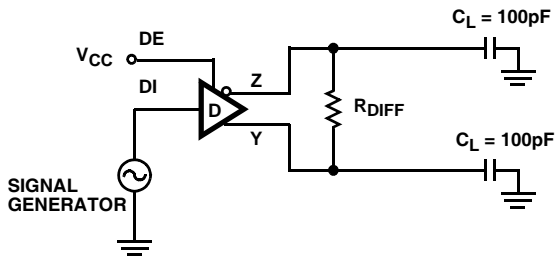 C_L = 100pF
DE
V_CC
DI
Z
D
R_DIFF
Y
C_L = 100pF
SIGNAL
GENERATOR